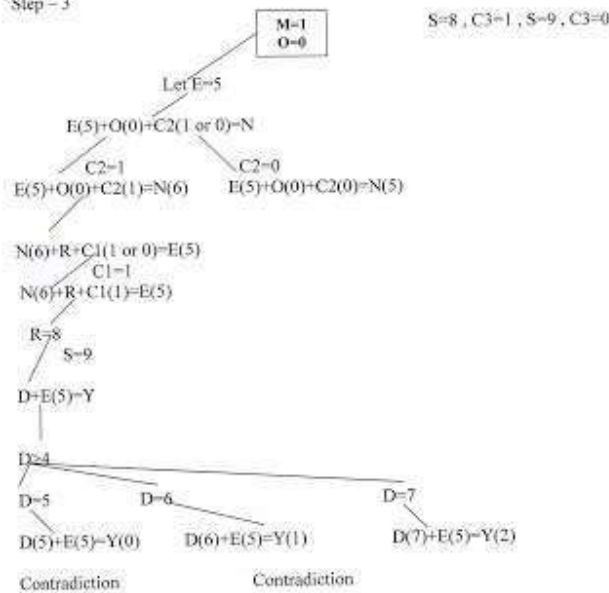 Step – 3
M=1
O=0
S=8 , C3=1 , S=9 , C3=0
Let E=5
E(5)+O(0)+C2(1 or 0)=N
C2=1
C2=0
E(5)+O(0)+C2(1)=N(6)
E(5)+O(0)+C2(0)=N(5)
N(6)+R+C1(1 or 0)=E(5)
C1=1
N(6)+R+C1(1)=E(5)
R=8
S=9
D+E(5)=Y
D>4
D=5
D=6
D=7
D(5)+E(5)=Y(0)
D(6)+E(5)=Y(1)
D(7)+E(5)=Y(2)
Contradiction
Contradiction